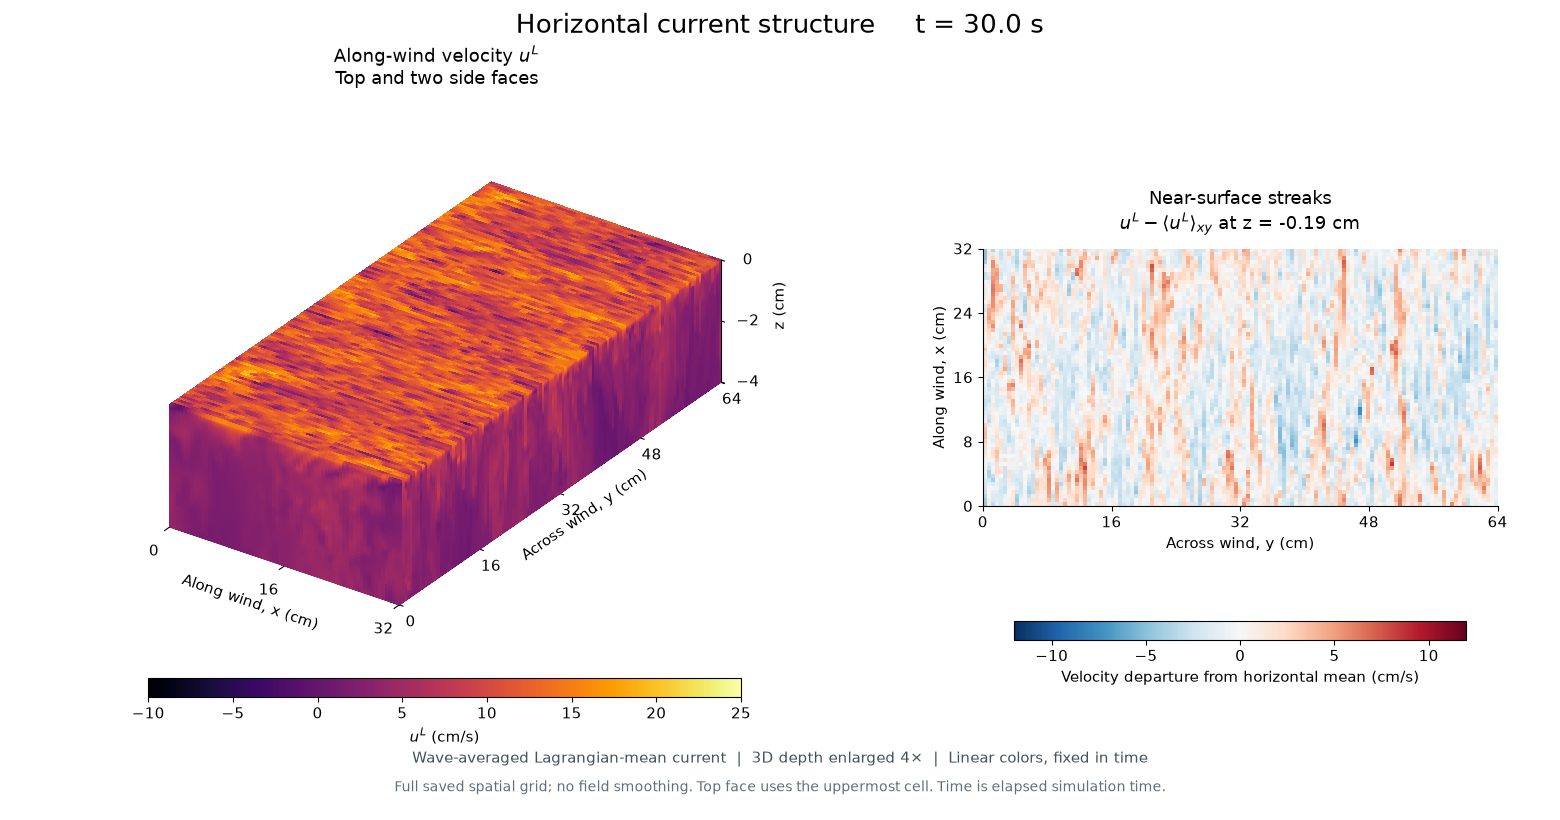 Horizontal current structure     t = 30.0 s
Along-wind velocity u^L
Top and two side faces
0
−2
−4
z (cm)
64
48
32
16
0
Across wind, y (cm)
0
16
32
Along wind, x (cm)
−10 −5 0 5 10 15 20 25
u^L (cm/s)
Near-surface streaks
u^L − ⟨u^L⟩_xy at z = -0.19 cm
32
24
16
8
0
Along wind, x (cm)
0 16 32 48 64
Across wind, y (cm)
−10 −5 0 5 10
Velocity departure from horizontal mean (cm/s)
Wave-averaged Lagrangian-mean current | 3D depth enlarged 4× | Linear colors, fixed in time
Full saved spatial grid; no field smoothing. Top face uses the uppermost cell. Time is elapsed simulation time.